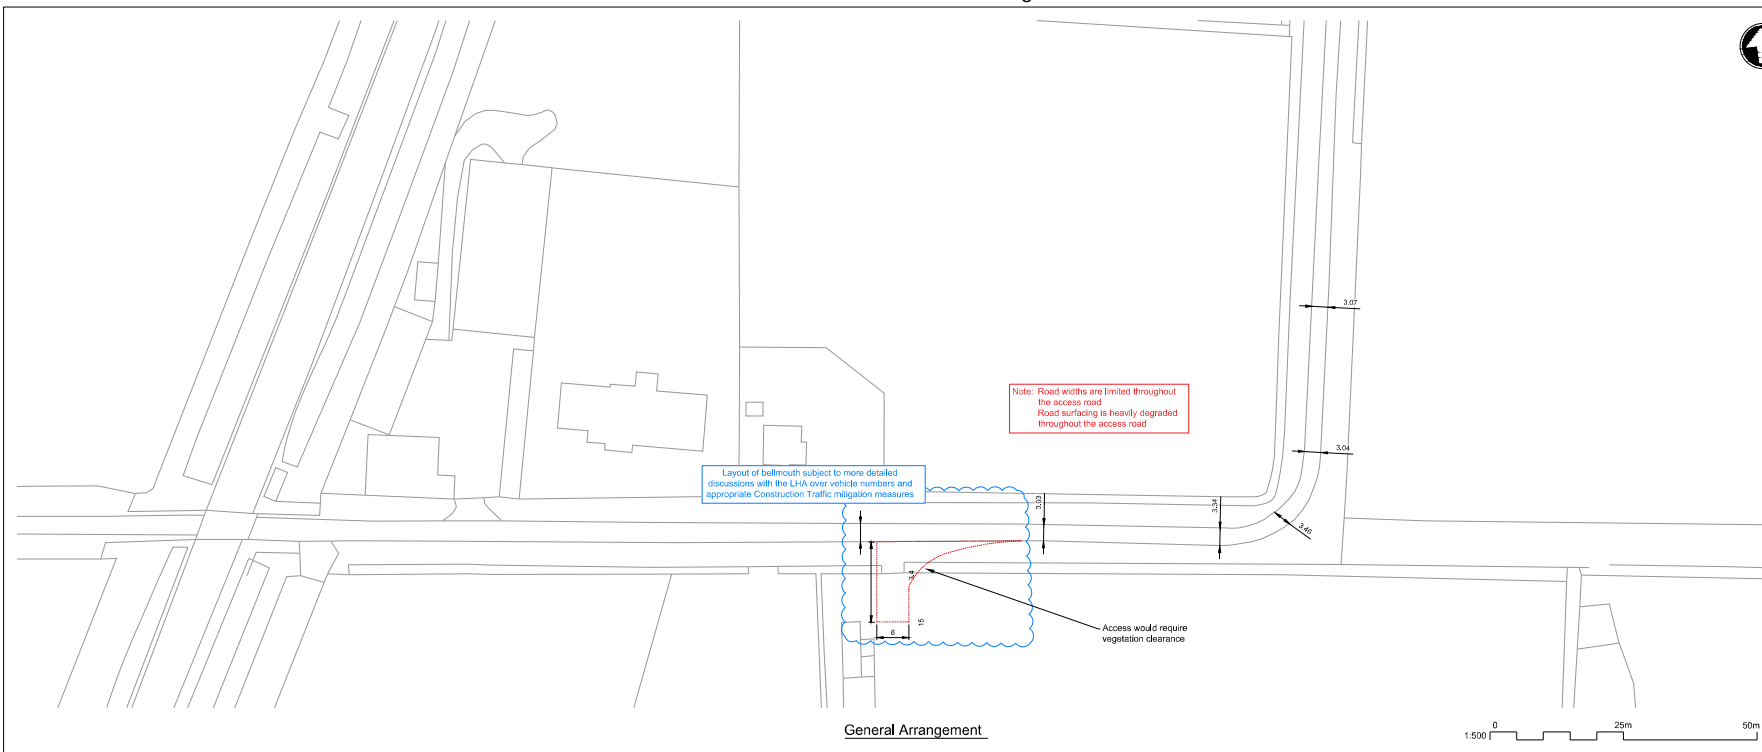 3.07
Note: Road widths are limited throughout
the access road
Road surfacing is heavily degraded
throughout the access road
3.04
Layout of bellmouth subject to more detailed
discussions with the LHA over vehicle numbers and
appropriate Construction Traffic mitigation measures
3.03
3.34
3.46
3.4
15
6
Access would require
vegetation clearance
General Arrangement
1:500
0
25m
50m